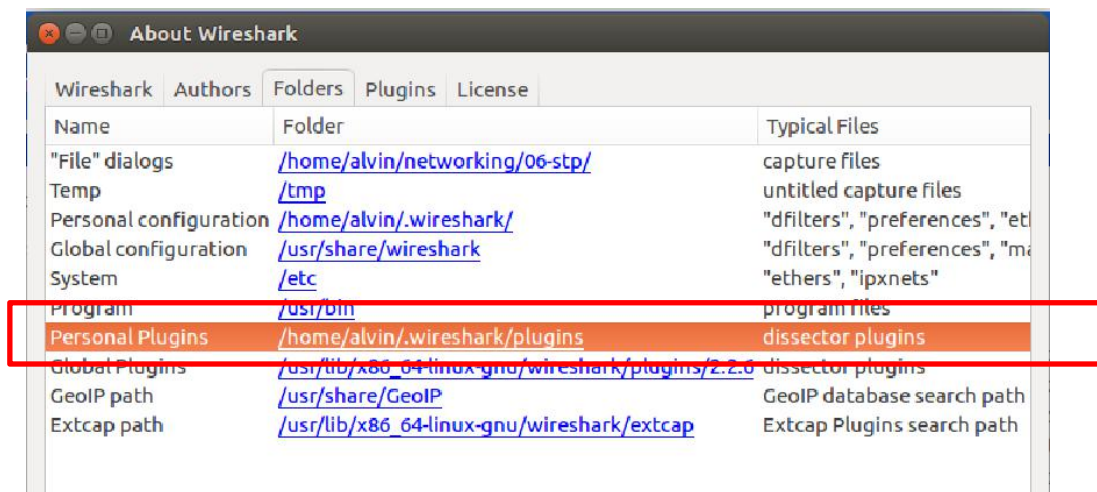 About Wireshark
Wireshark Authors Folders Plugins License
Name Folder Typical Files
"File" dialogs /home/alvin/networking/06-stp/ capture files
Temp /tmp untitled capture files
Personal configuration /home/alvin/.wireshark/ "dfilters", "preferences", "et
Global configuration /usr/share/wireshark "dfilters", "preferences", "ma
System /etc "ethers", "ipxnets"
Program /usr/bin program files
Personal Plugins /home/alvin/.wireshark/plugins dissector plugins
Global Plugins /usr/lib/x86_64-linux-gnu/wireshark/plugins/2.2.6 dissector plugins
GeoIP path /usr/share/GeoIP GeoIP database search path
Extcap path /usr/lib/x86_64-linux-gnu/wireshark/extcap Extcap Plugins search path